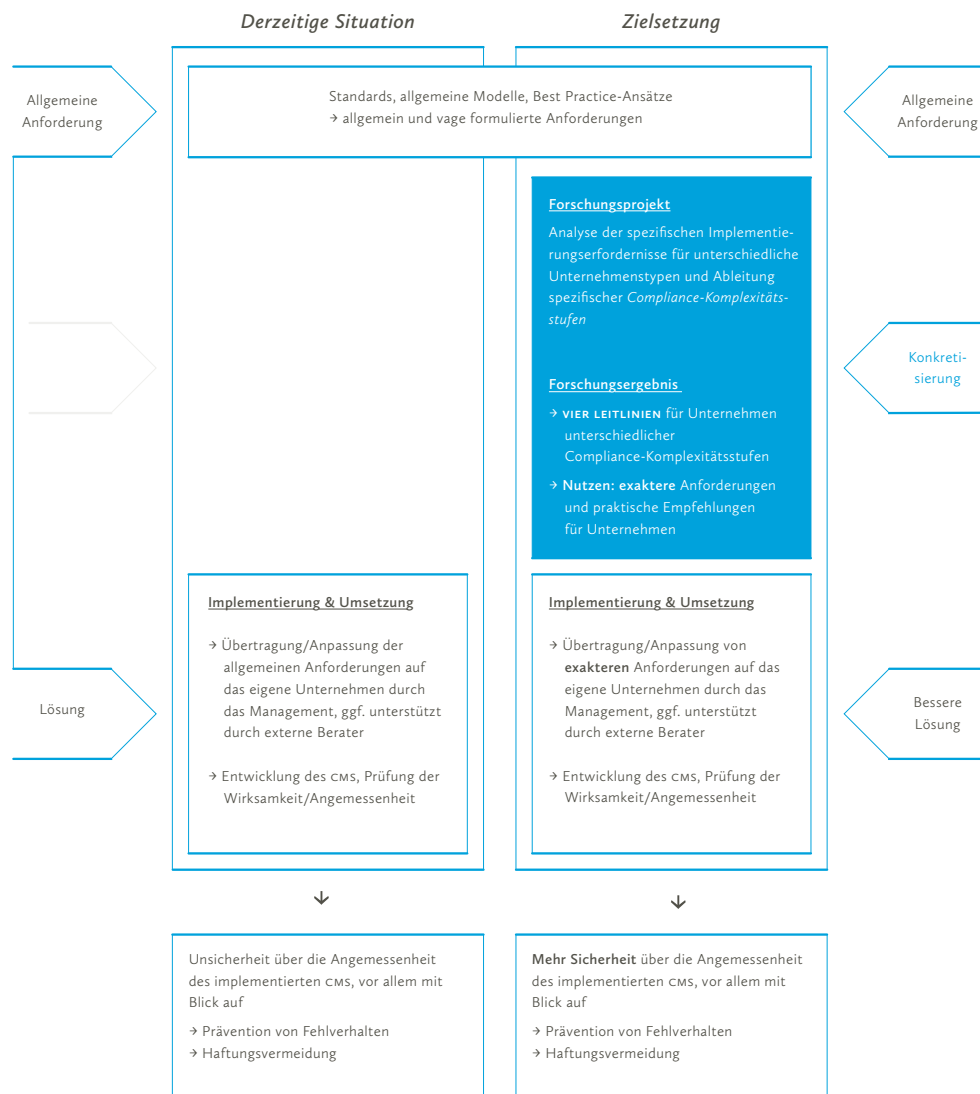 Derzeitige Situation
Zielsetzung
Allgemeine
Anforderung
Standards, allgemeine Modelle, Best Practice-Ansätze
→ allgemein und vage formulierte Anforderungen
Allgemeine
Anforderung
Forschungsprojekt
Analyse der spezifischen Implementie-
rungserfordernisse für unterschiedliche
Unternehmenstypen und Ableitung
spezifischer Compliance-Komplexitäts-
stufen
Forschungsergebnis
→ VIER LEITLINIEN für Unternehmen
unterschiedlicher
Compliance-Komplexitätsstufen
→ Nutzen: exaktere Anforderungen
und praktische Empfehlungen
für Unternehmen
Konkreti-
sierung
Lösung
Implementierung & Umsetzung
→ Übertragung/Anpassung der
allgemeinen Anforderungen auf
das eigene Unternehmen durch
das Management, ggf. unterstützt
durch externe Berater
→ Entwicklung des CMS, Prüfung der
Wirksamkeit/Angemessenheit
Implementierung & Umsetzung
→ Übertragung/Anpassung von
exakteren Anforderungen auf das
eigene Unternehmen durch das
Management, ggf. unterstützt
durch externe Berater
→ Entwicklung des CMS, Prüfung der
Wirksamkeit/Angemessenheit
Bessere
Lösung
Unsicherheit über die Angemessenheit
des implementierten CMS, vor allem mit
Blick auf
→ Prävention von Fehlverhalten
→ Haftungsvermeidung
Mehr Sicherheit über die Angemessenheit
des implementierten CMS, vor allem mit
Blick auf
→ Prävention von Fehlverhalten
→ Haftungsvermeidung